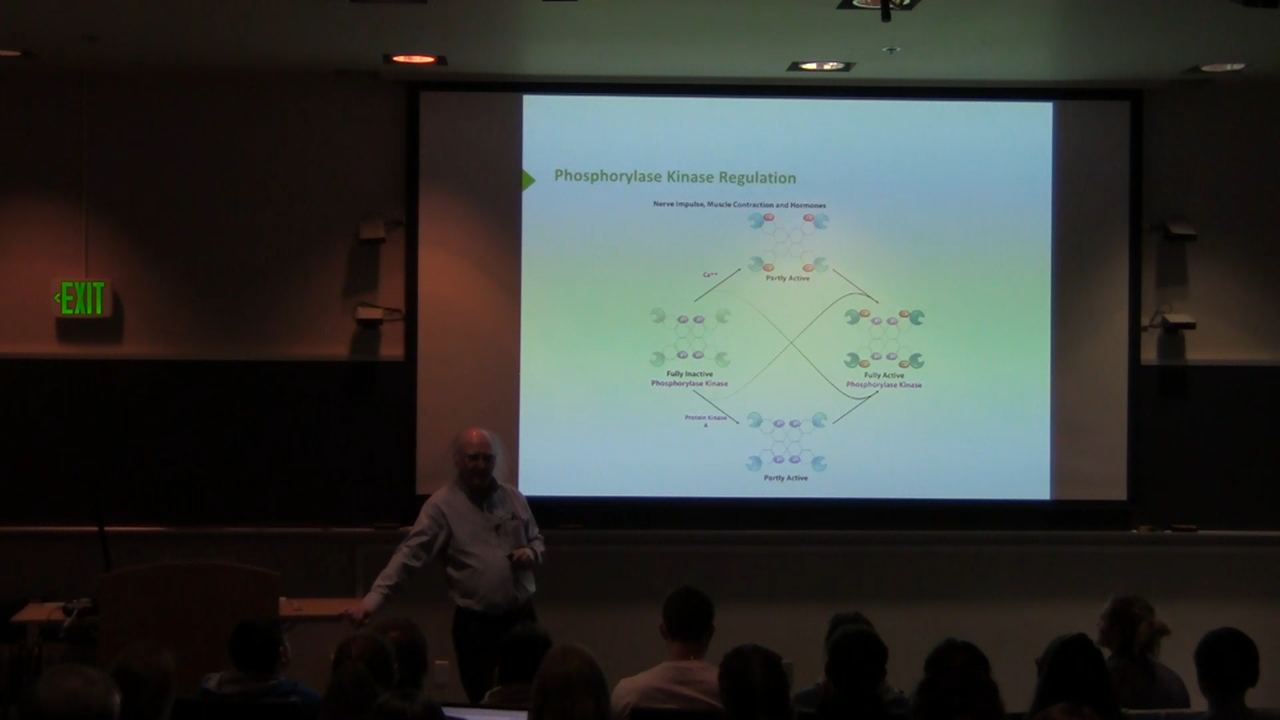 EXIT
Phosphorylase Kinase Regulation
Nerve Impulse, Muscle Contraction and Hormones
Partly Active
Ca++
Fully Inactive
Phosphorylase Kinase
Fully Active
Phosphorylase Kinase
Protein Kinase
A
Partly Active